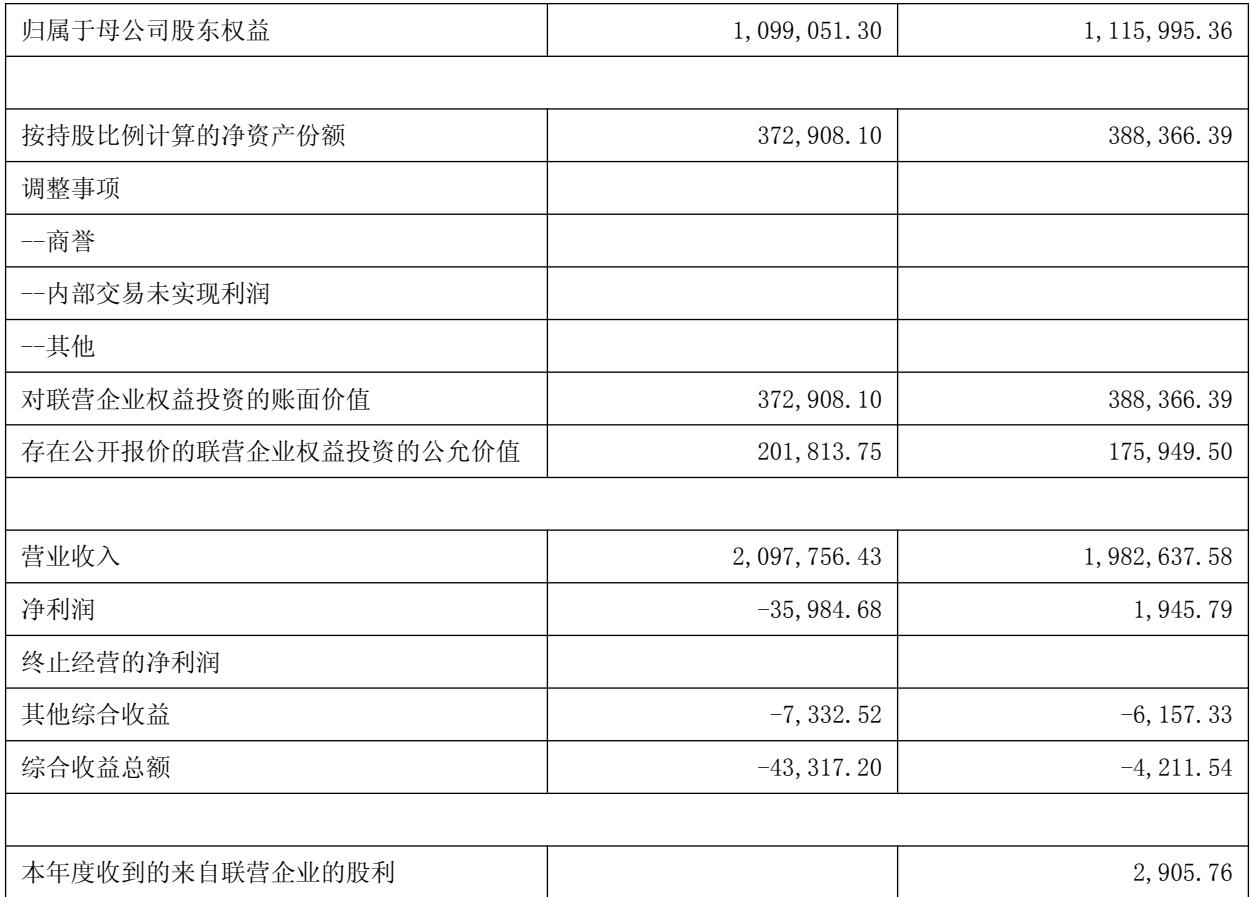 归属于母公司股东权益 1,099,051.30 1,115,995.36
按持股比例计算的净资产份额 372,908.10 388,366.39
调整事项
--商誉
--内部交易未实现利润
--其他
对联营企业权益投资的账面价值 372,908.10 388,366.39
存在公开报价的联营企业权益投资的公允价值 201,813.75 175,949.50
营业收入 2,097,756.43 1,982,637.58
净利润 -35,984.68 1,945.79
终止经营的净利润
其他综合收益 -7,332.52 -6,157.33
综合收益总额 -43,317.20 -4,211.54
本年度收到的来自联营企业的股利 2,905.76